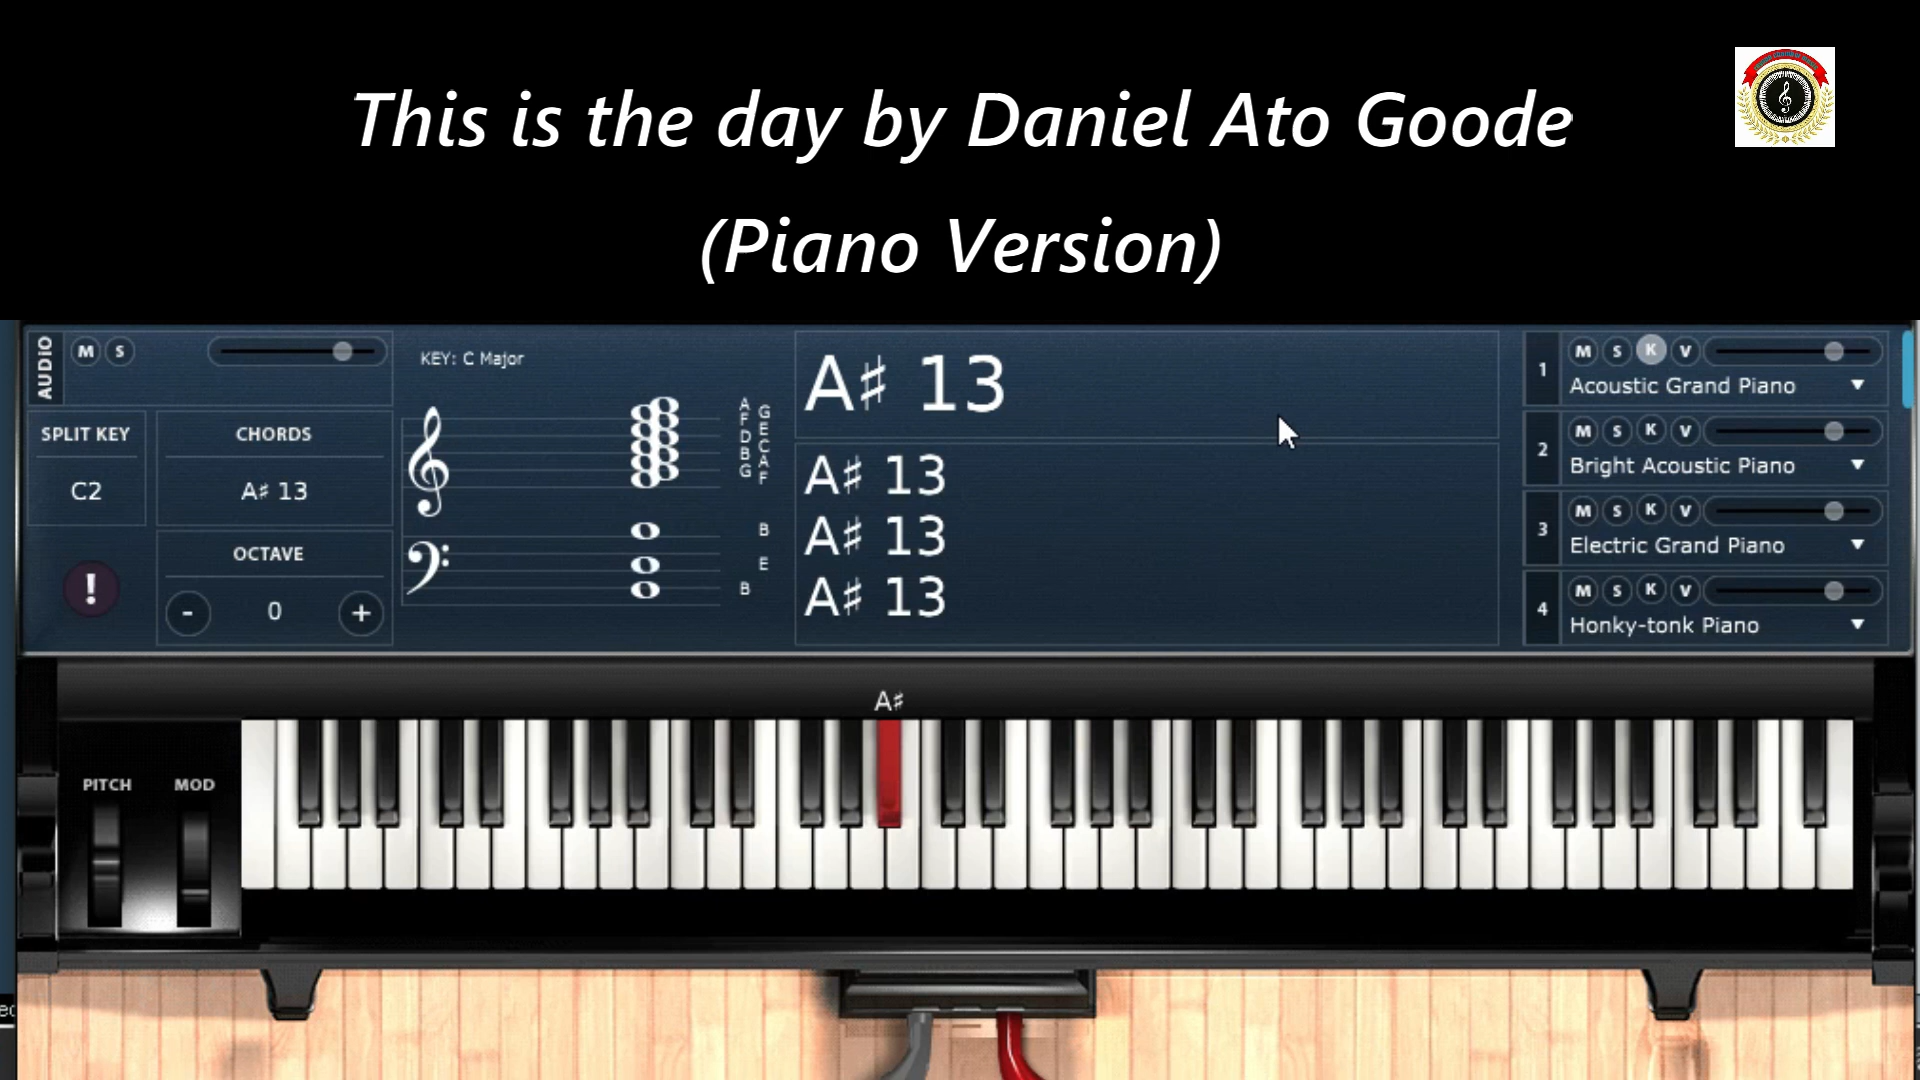 This is the day by Daniel Ato Goode
(Piano Version)
AUDIO
M S
KEY: C Major
SPLIT KEY
C2
CHORDS
A♯ 13
OCTAVE
- 0 +
!
A G
F E
D C
B A
G F
B
E
B
A♯ 13
A♯ 13
A♯ 13
A♯ 13
1 M S K V
Acoustic Grand Piano
2 M S K V
Bright Acoustic Piano
3 M S K V
Electric Grand Piano
4 M S K V
Honky-tonk Piano
A♯
PITCH MOD